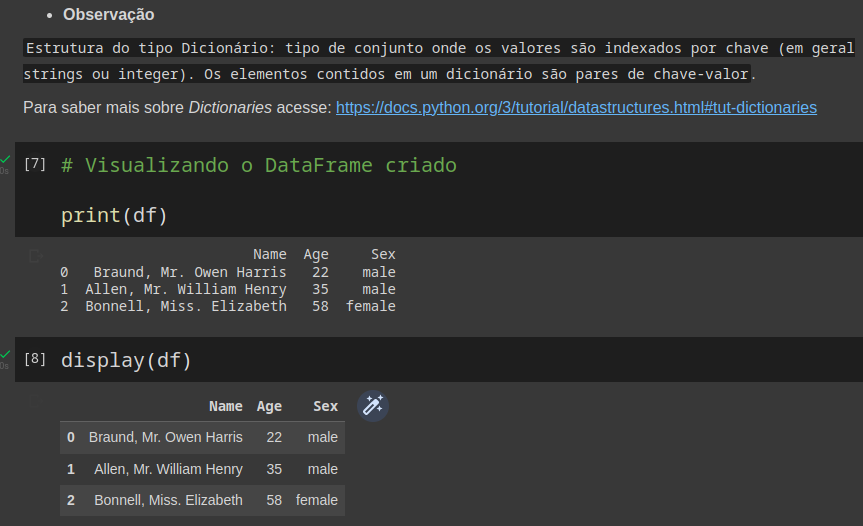 • Observação
Estrutura do tipo Dicionário: tipo de conjunto onde os valores são indexados por chave (em geral
strings ou integer). Os elementos contidos em um dicionário são pares de chave-valor.
Para saber mais sobre Dictionaries acesse: https://docs.python.org/3/tutorial/datastructures.html#tut-dictionaries
[7] # Visualizando o DataFrame criado
0s
print(df)
Name Age Sex
0 Braund, Mr. Owen Harris 22 male
1 Allen, Mr. William Henry 35 male
2 Bonnell, Miss. Elizabeth 58 female
[8] display(df)
0s
Name Age Sex
0 Braund, Mr. Owen Harris 22 male
1 Allen, Mr. William Henry 35 male
2 Bonnell, Miss. Elizabeth 58 female